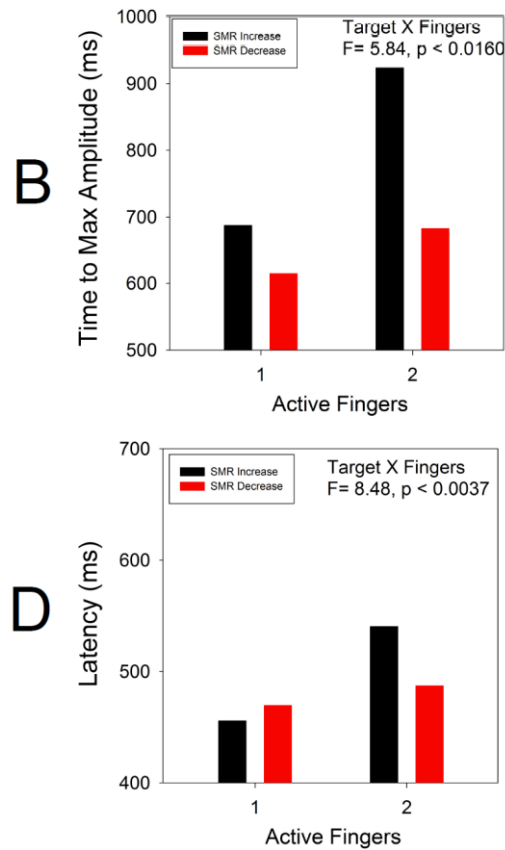 B
Time to Max Amplitude (ms)
1000
900
800
700
600
500
SMR Increase
SMR Decrease
Target X Fingers
F= 5.84, p < 0.0160
1 2
Active Fingers
D
Latency (ms)
700
600
500
400
SMR Increase
SMR Decrease
Target X Fingers
F= 8.48, p < 0.0037
1 2
Active Fingers